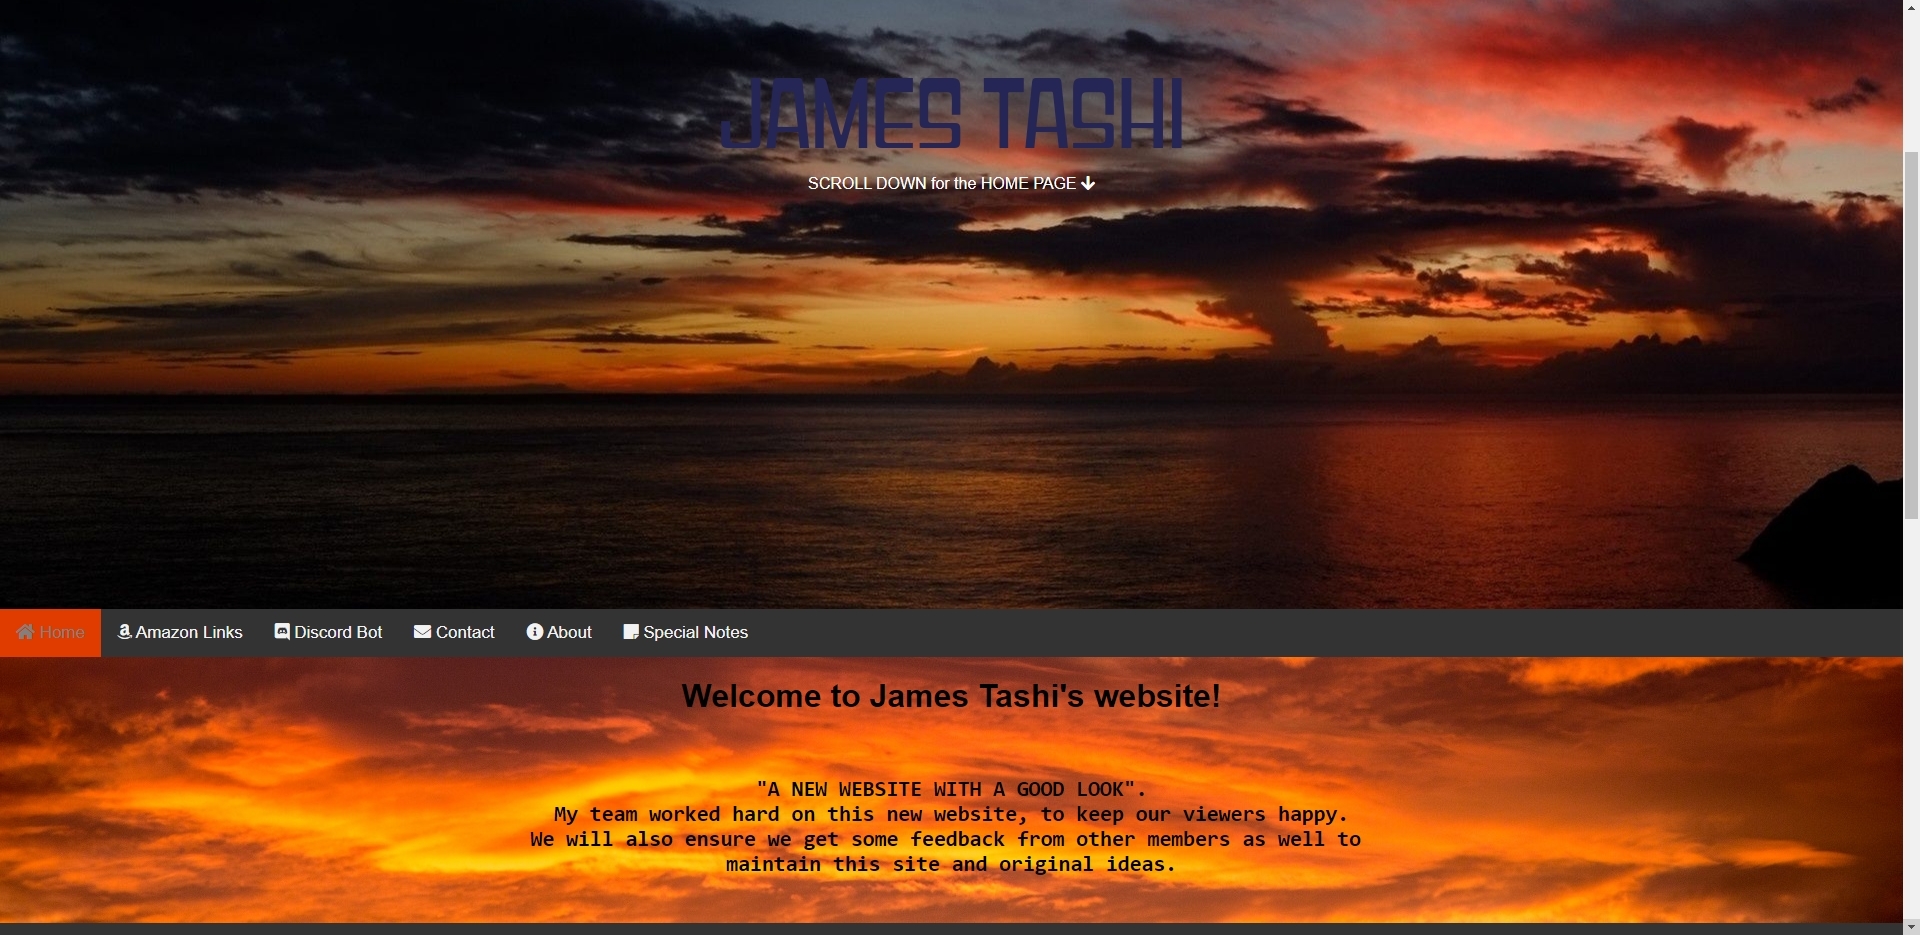 JAMES TASHI
SCROLL DOWN for the HOME PAGE
Home
Amazon Links
Discord Bot
Contact
About
Special Notes
Welcome to James Tashi's website!
"A NEW WEBSITE WITH A GOOD LOOK".
My team worked hard on this new website, to keep our viewers happy.
We will also ensure we get some feedback from other members as well to
maintain this site and original ideas.